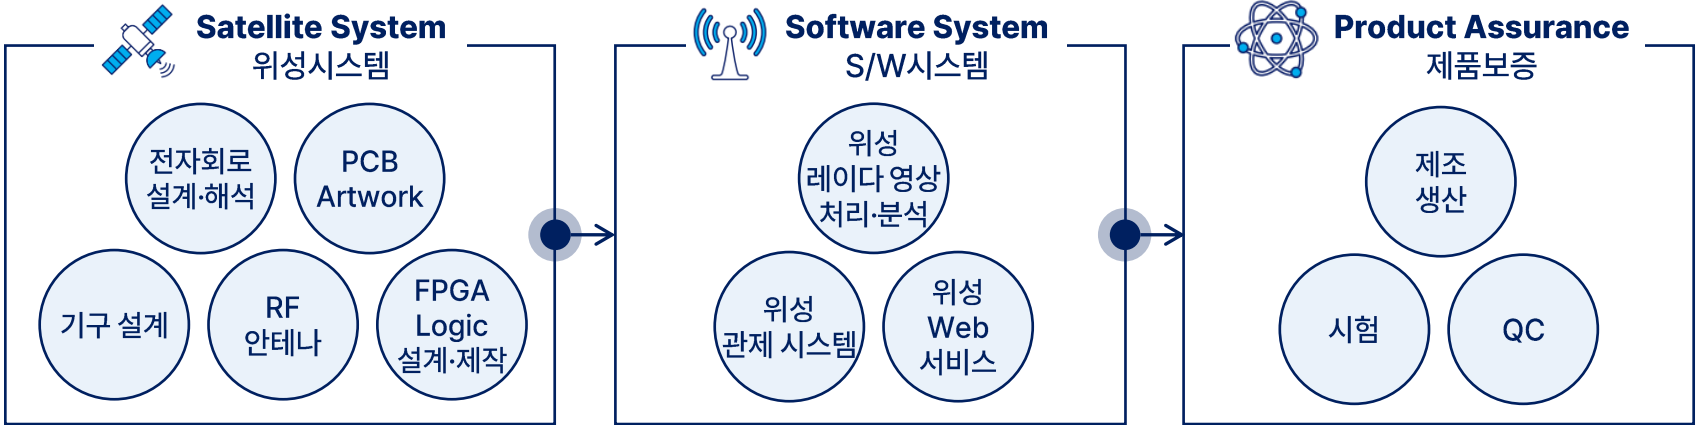 Satellite System
위성시스템
전자회로
설계·해석
PCB
Artwork
기구 설계
RF
안테나
FPGA
Logic
설계·제작
Software System
S/W시스템
위성
레이다 영상
처리·분석
위성
관제 시스템
위성
Web
서비스
Product Assurance
제품보증
제조
생산
시험
QC